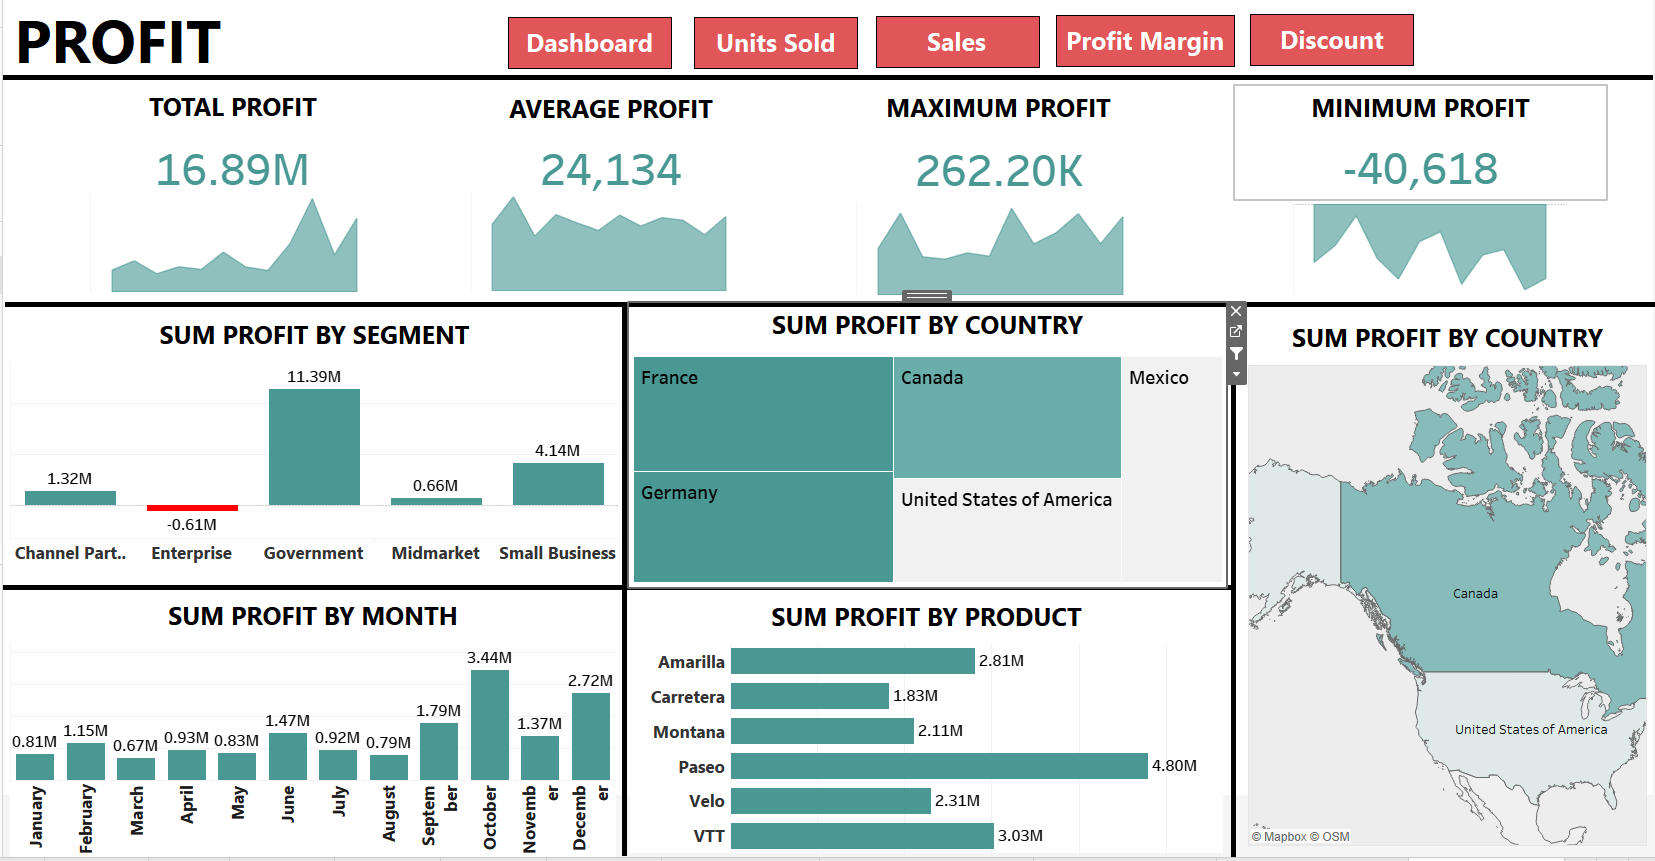 PROFIT
Dashboard
Units Sold
Sales
Profit Margin
Discount
TOTAL PROFIT
16.89M
AVERAGE PROFIT
24,134
MAXIMUM PROFIT
262.20K
MINIMUM PROFIT
-40,618
SUM PROFIT BY SEGMENT
11.39M
4.14M
1.32M
0.66M
-0.61M
Channel Part..
Enterprise
Government
Midmarket
Small Business
SUM PROFIT BY COUNTRY
France
Canada
Mexico
Germany
United States of America
SUM PROFIT BY COUNTRY
Canada
United States of America
© Mapbox © OSM
SUM PROFIT BY MONTH
0.81M
1.15M
0.67M
0.93M
0.83M
1.47M
0.92M
0.79M
1.79M
3.44M
1.37M
2.72M
January
February
March
April
May
June
July
August
Septem
ber
October
Novemb
er
Decemb
er
SUM PROFIT BY PRODUCT
Amarilla 2.81M
Carretera 1.83M
Montana 2.11M
Paseo 4.80M
Velo 2.31M
VTT 3.03M